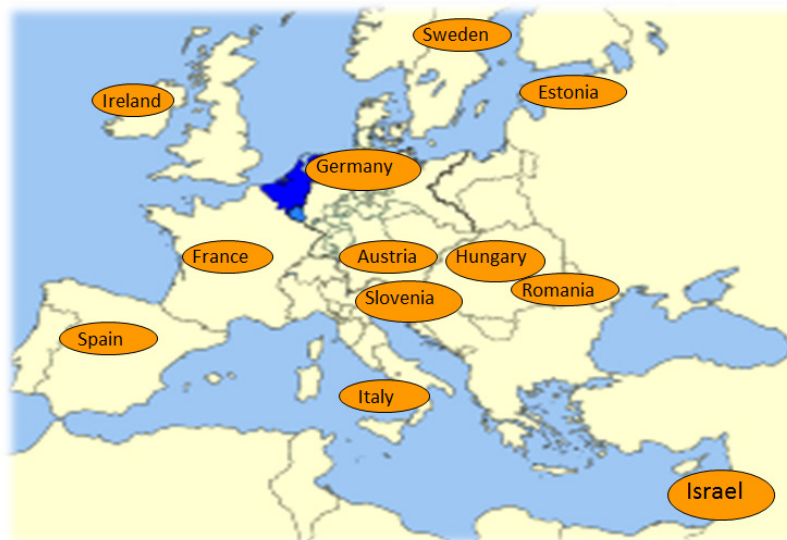 Sweden
Ireland
Estonia
Germany
France
Austria
Hungary
Romania
Slovenia
Spain
Italy
Israel